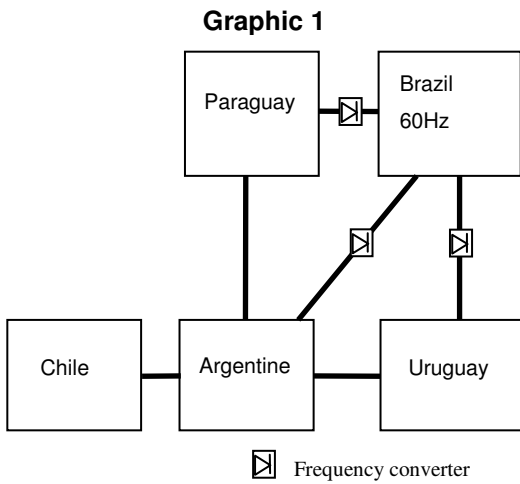 Graphic 1
Paraguay
Brazil
60Hz
Chile
Argentine
Uruguay
Frequency converter